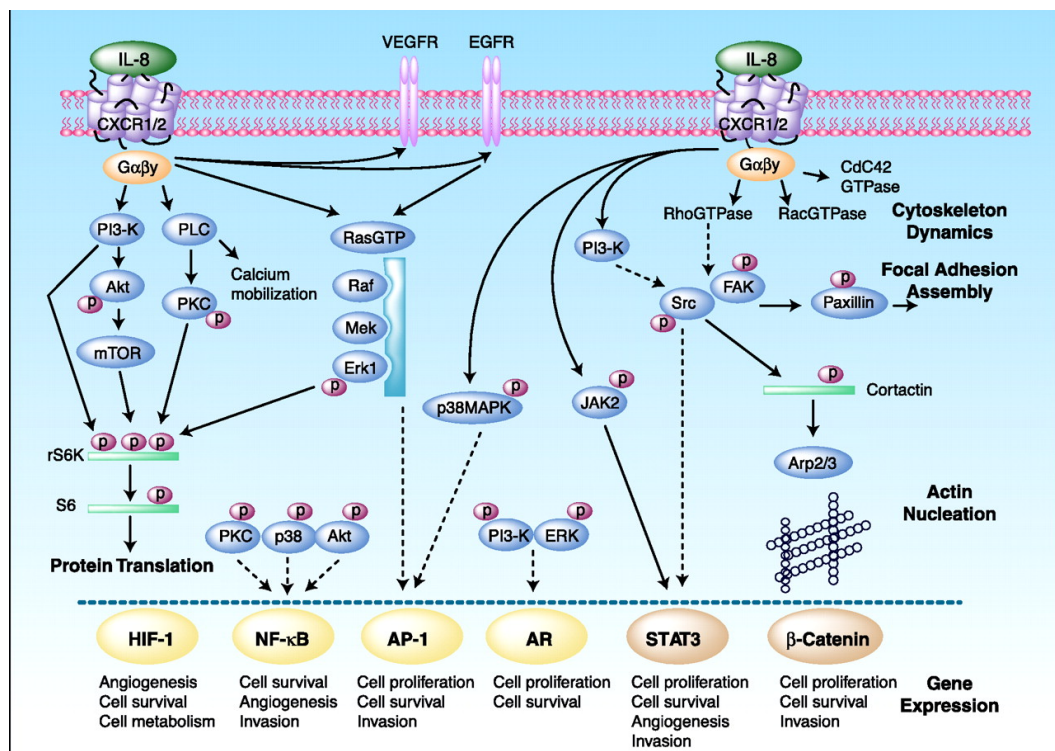 VEGFR
EGFR
IL-8
CXCR1/2
Gαβy
IL-8
CXCR1/2
Gαβy
CdC42
GTPase
RhoGTPase
RacGTPase
Cytoskeleton
Dynamics
PI3-K
PLC
RasGTP
PI3-K
Calcium
mobilization
Akt
p
PKC
p
Raf
Mek
Erk1
p
mTOR
p
FAK
Src
p
p
Paxillin
Focal Adhesion
Assembly
p38MAPK
p
JAK2
p
p
Cortactin
Arp2/3
rS6K
p
p
p
S6
p
Protein Translation
p
p
p
PKC
p38
Akt
p
p
PI3-K
ERK
Actin
Nucleation
HIF-1
NF-κB
AP-1
AR
STAT3
β-Catenin
Angiogenesis
Cell survival
Cell metabolism
Cell survival
Angiogenesis
Invasion
Cell proliferation
Cell survival
Invasion
Cell proliferation
Cell survival
Cell proliferation
Cell survival
Angiogenesis
Invasion
Cell proliferation
Cell survival
Invasion
Gene
Expression